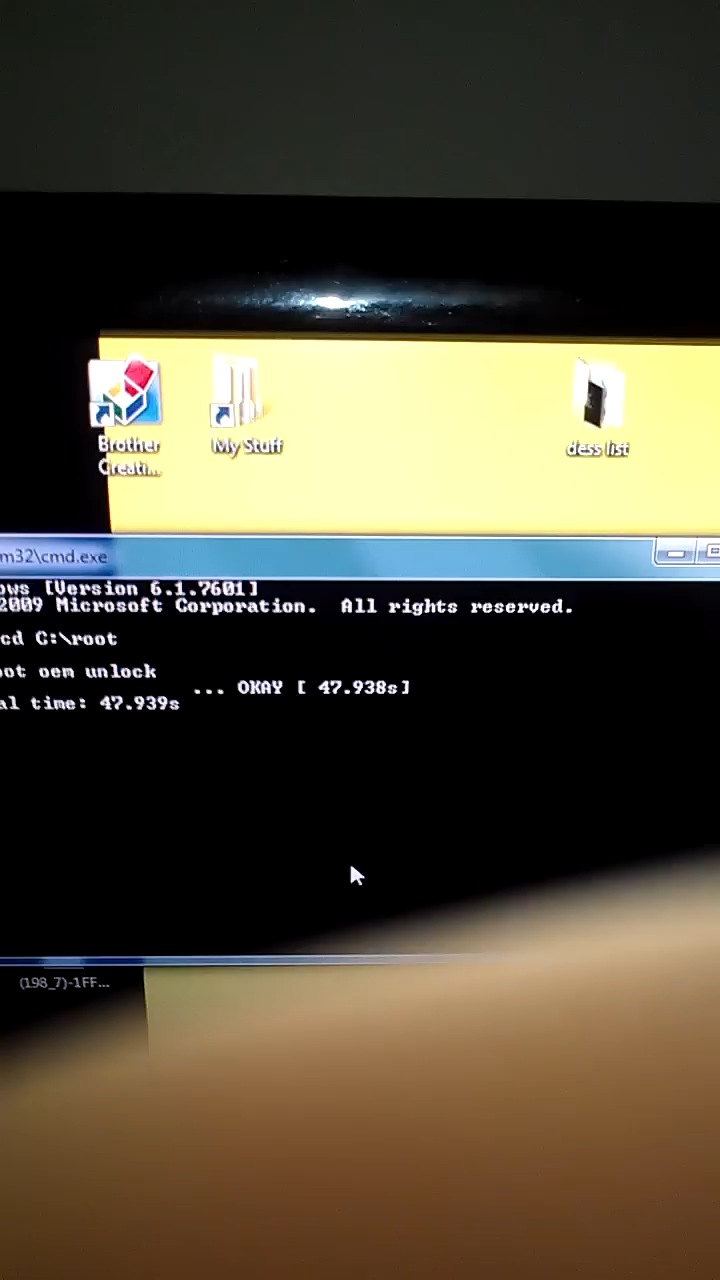 Brother
Creati...
My Stuff
dess list
m32\cmd.exe
ows [Version 6.1.7601]
2009 Microsoft Corporation.  All rights reserved.
cd C:\root
oot oem unlock
... OKAY [ 47.938s]
al time: 47.939s
(198_7)-1FF...